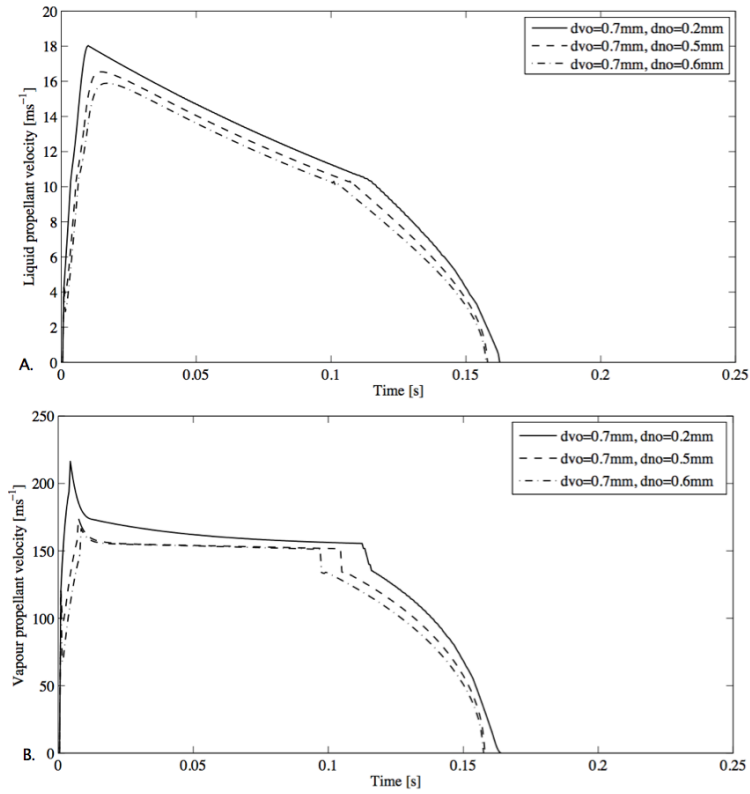 20
18
16
14
12
10
8
6
4
2
0
Liquid propellant velocity [ms⁻¹]
dvo=0.7mm, dno=0.2mm
dvo=0.7mm, dno=0.5mm
dvo=0.7mm, dno=0.6mm
A.
0 0.05 0.1 0.15 0.2 0.25
Time [s]
250
200
150
100
50
0
Vapour propellant velocity [ms⁻¹]
dvo=0.7mm, dno=0.2mm
dvo=0.7mm, dno=0.5mm
dvo=0.7mm, dno=0.6mm
B.
0 0.05 0.1 0.15 0.2 0.25
Time [s]